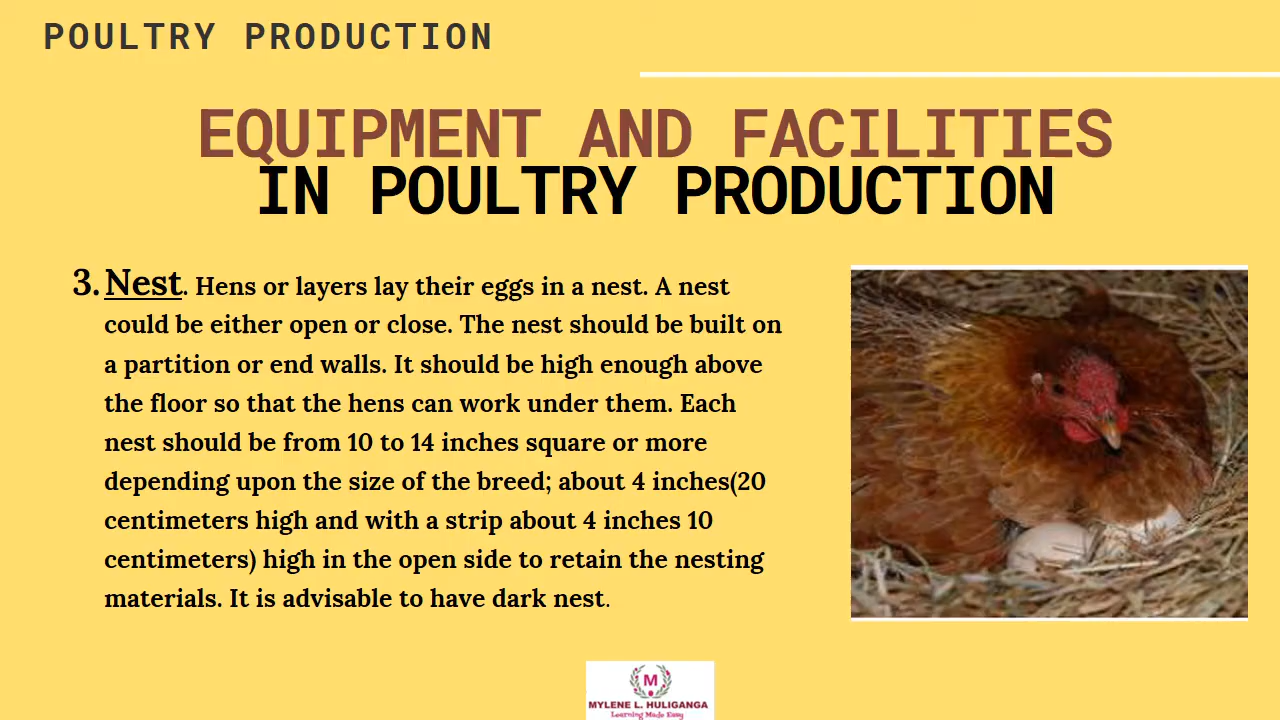 POULTRY PRODUCTION
EQUIPMENT AND FACILITIES
IN POULTRY PRODUCTION
3. Nest. Hens or layers lay their eggs in a nest. A nest
could be either open or close. The nest should be built on
a partition or end walls. It should be high enough above
the floor so that the hens can work under them. Each
nest should be from 10 to 14 inches square or more
depending upon the size of the breed; about 4 inches(20
centimeters high and with a strip about 4 inches 10
centimeters) high in the open side to retain the nesting
materials. It is advisable to have dark nest.
M
MYLENE L. HULIGANGA
Learning Made Easy